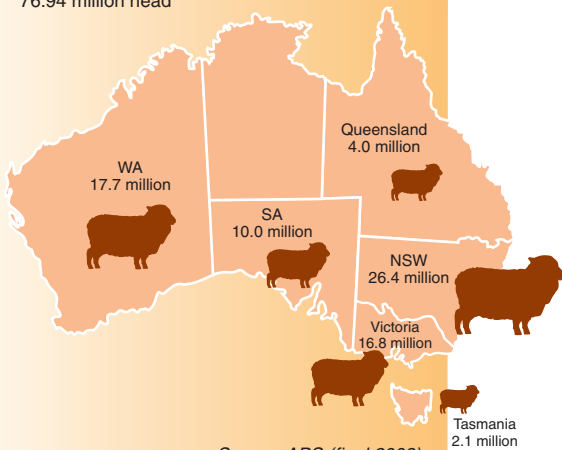 76.94 million head
Queensland
4.0 million
WA
17.7 million
SA
10.0 million
NSW
26.4 million
Victoria
16.8 million
Tasmania
2.1 million